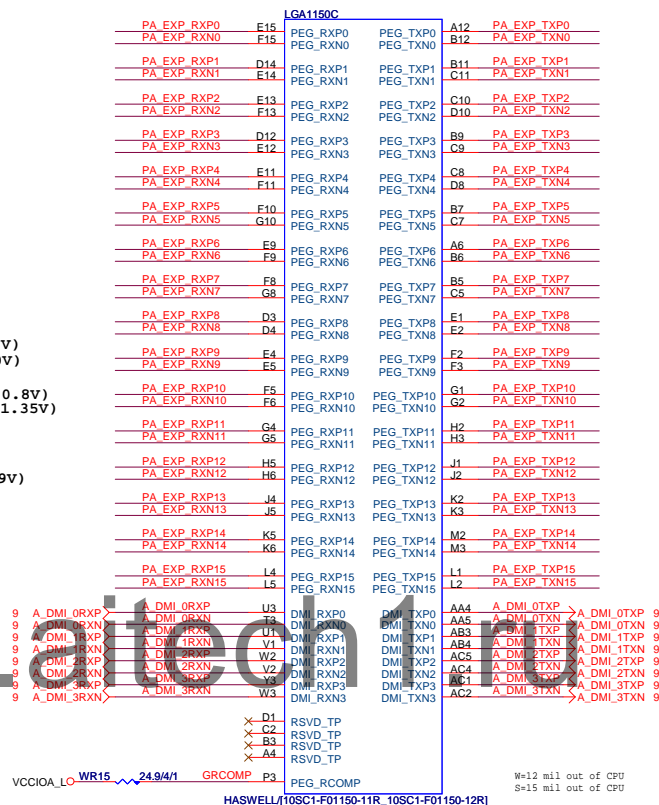 LGA1150C
PA_EXP_RXP0 E15 PEG_RXP0 PEG_TXP0 A12 PA_EXP_TXP0
PA_EXP_RXN0 F15 PEG_RXN0 PEG_TXN0 B12 PA_EXP_TXN0
PA_EXP_RXP1 D14 PEG_RXP1 PEG_TXP1 B11 PA_EXP_TXP1
PA_EXP_RXN1 E14 PEG_RXN1 PEG_TXN1 C11 PA_EXP_TXN1
PA_EXP_RXP2 E13 PEG_RXP2 PEG_TXP2 C10 PA_EXP_TXP2
PA_EXP_RXN2 F13 PEG_RXN2 PEG_TXN2 D10 PA_EXP_TXN2
PA_EXP_RXP3 D12 PEG_RXP3 PEG_TXP3 B9 PA_EXP_TXP3
PA_EXP_RXN3 E12 PEG_RXN3 PEG_TXN3 C9 PA_EXP_TXN3
PA_EXP_RXP4 E11 PEG_RXP4 PEG_TXP4 C8 PA_EXP_TXP4
PA_EXP_RXN4 F11 PEG_RXN4 PEG_TXN4 D8 PA_EXP_TXN4
PA_EXP_RXP5 F10 PEG_RXP5 PEG_TXP5 B7 PA_EXP_TXP5
PA_EXP_RXN5 G10 PEG_RXN5 PEG_TXN5 C7 PA_EXP_TXN5
PA_EXP_RXP6 E9 PEG_RXP6 PEG_TXP6 A6 PA_EXP_TXP6
PA_EXP_RXN6 F9 PEG_RXN6 PEG_TXN6 B6 PA_EXP_TXN6
PA_EXP_RXP7 F8 PEG_RXP7 PEG_TXP7 B5 PA_EXP_TXP7
PA_EXP_RXN7 G8 PEG_RXN7 PEG_TXN7 C5 PA_EXP_TXN7
PA_EXP_RXP8 D3 PEG_RXP8 PEG_TXP8 E1 PA_EXP_TXP8
PA_EXP_RXN8 D4 PEG_RXN8 PEG_TXN8 E2 PA_EXP_TXN8
V)
PA_EXP_RXP9 E4 PEG_RXP9 PEG_TXP9 F2 PA_EXP_TXP9
V)
PA_EXP_RXN9 E5 PEG_RXN9 PEG_TXN9 F3 PA_EXP_TXN9
0.8V)
PA_EXP_RXP10 F5 PEG_RXP10 PEG_TXP10 G1 PA_EXP_TXP10
1.35V)
PA_EXP_RXN10 F6 PEG_RXN10 PEG_TXN10 G2 PA_EXP_TXN10
PA_EXP_RXP11 G4 PEG_RXP11 PEG_TXP11 H2 PA_EXP_TXP11
PA_EXP_RXN11 G5 PEG_RXN11 PEG_TXN11 H3 PA_EXP_TXN11
PA_EXP_RXP12 H5 PEG_RXP12 PEG_TXP12 J1 PA_EXP_TXP12
9V)
PA_EXP_RXN12 H6 PEG_RXN12 PEG_TXN12 J2 PA_EXP_TXN12
PA_EXP_RXP13 J4 PEG_RXP13 PEG_TXP13 K2 PA_EXP_TXP13
PA_EXP_RXN13 J5 PEG_RXN13 PEG_TXN13 K3 PA_EXP_TXN13
PA_EXP_RXP14 K5 PEG_RXP14 PEG_TXP14 M2 PA_EXP_TXP14
PA_EXP_RXN14 K6 PEG_RXN14 PEG_TXN14 M3 PA_EXP_TXN14
PA_EXP_RXP15 L4 PEG_RXP15 PEG_TXP15 L1 PA_EXP_TXP15
PA_EXP_RXN15 L5 PEG_RXN15 PEG_TXN15 L2 PA_EXP_TXN15
9 A_DMI_0RXP A_DMI_0RXP U3 DMI_RXP0 DMI_TXP0 AA4 A_DMI_0TXP A_DMI_0TXP 9
9 A_DMI_0RXN A_DMI_0RXN T3 DMI_RXN0 DMI_TXN0 AA5 A_DMI_0TXN A_DMI_0TXN 9
9 A_DMI_1RXP A_DMI_1RXP U1 DMI_RXP1 DMI_TXP1 AB3 A_DMI_1TXP A_DMI_1TXP 9
9 A_DMI_1RXN A_DMI_1RXN V1 DMI_RXN1 DMI_TXN1 AB4 A_DMI_1TXN A_DMI_1TXN 9
9 A_DMI_2RXP A_DMI_2RXP W2 DMI_RXP2 DMI_TXP2 AC5 A_DMI_2TXP A_DMI_2TXP 9
9 A_DMI_2RXN A_DMI_2RXN V2 DMI_RXN2 DMI_TXN2 AC4 A_DMI_2TXN A_DMI_2TXN 9
9 A_DMI_3RXP A_DMI_3RXP Y3 DMI_RXP3 DMI_TXP3 AC1 A_DMI_3TXP A_DMI_3TXP 9
9 A_DMI_3RXN A_DMI_3RXN W3 DMI_RXN3 DMI_TXN3 AC2 A_DMI_3TXN A_DMI_3TXN 9
D1 RSVD_TP
C2 RSVD_TP
B3 RSVD_TP
A4 RSVD_TP
VCCIOA_L WR15 24.9/4/1 GRCOMP P3 PEG_RCOMP
W=12 mil out of CPU
S=15 mil out of CPU
HASWELL/[10SC1-F01150-11R_10SC1-F01150-12R]